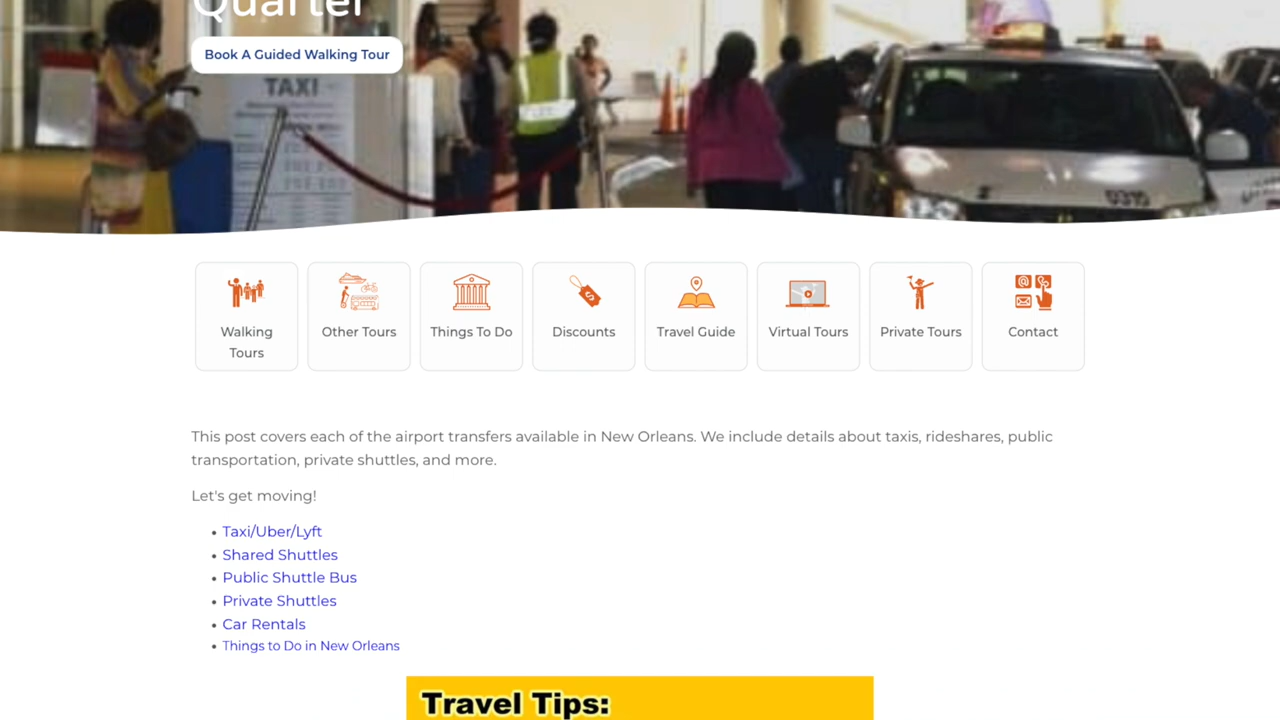 Quarter
Book A Guided Walking Tour
TAXI
Walking
Tours
Other Tours
Things To Do
Discounts
Travel Guide
Virtual Tours
Private Tours
Contact
This post covers each of the airport transfers available in New Orleans. We include details about taxis, rideshares, public
transportation, private shuttles, and more.
Let's get moving!
• Taxi/Uber/Lyft
• Shared Shuttles
• Public Shuttle Bus
• Private Shuttles
• Car Rentals
• Things to Do in New Orleans
Travel Tips: